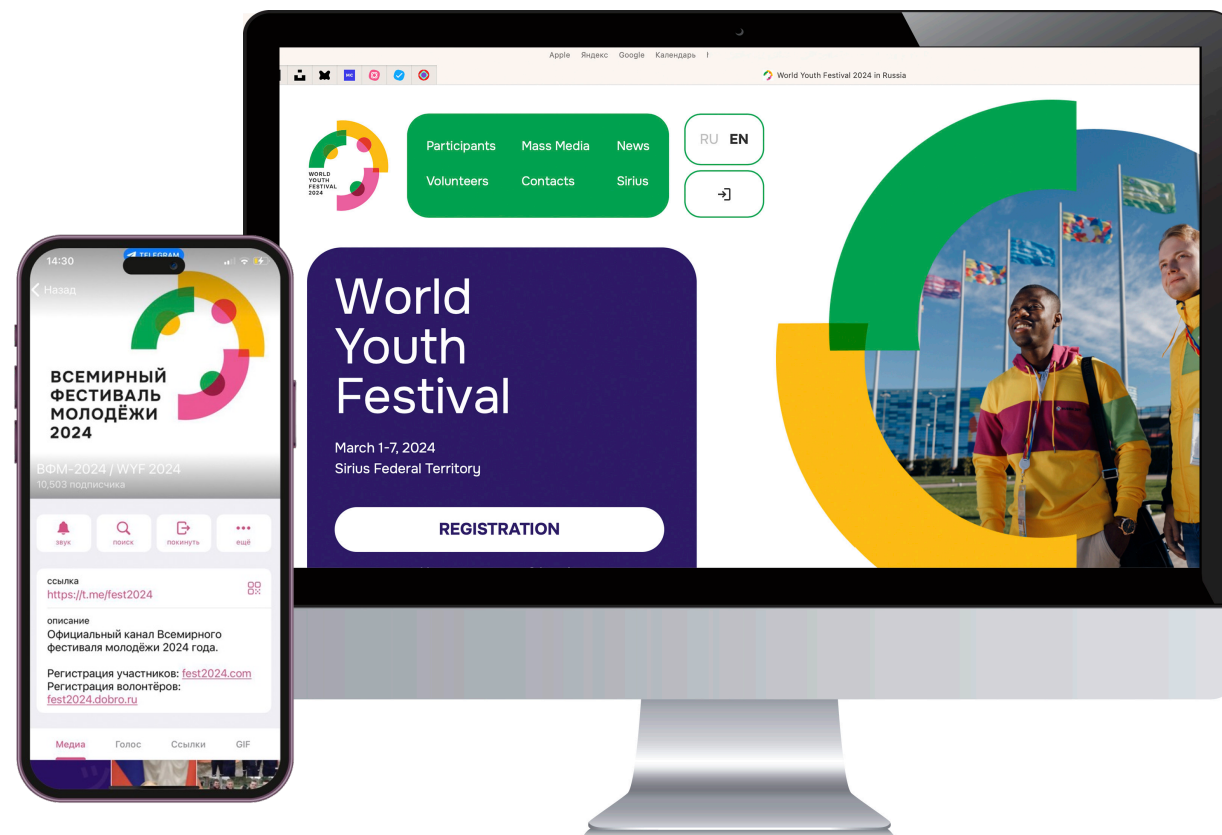 Apple Яндекс Google Календарь
МС
World Youth Festival 2024 in Russia
WORLD
YOUTH
FESTIVAL
2024
Participants Mass Media News
Volunteers Contacts Sirius
RU EN
World
Youth
Festival
March 1-7, 2024
Sirius Federal Territory
REGISTRATION
14:30
TELEGRAM
Назад
ВСЕМИРНЫЙ
ФЕСТИВАЛЬ
МОЛОДЁЖИ
2024
ВФМ-2024 / WYF 2024
10,503 подписчика
звук поиск покинуть ещё
ссылка
https://t.me/fest2024
описание
Официальный канал Всемирного
фестиваля молодёжи 2024 года.
Регистрация участников: fest2024.com
Регистрация волонтёров:
fest2024.dobro.ru
Медиа Голос Ссылки GIF